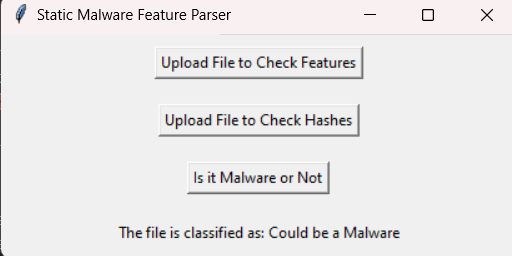 Static Malware Feature Parser
Upload File to Check Features
Upload File to Check Hashes
Is it Malware or Not
The file is classified as: Could be a Malware